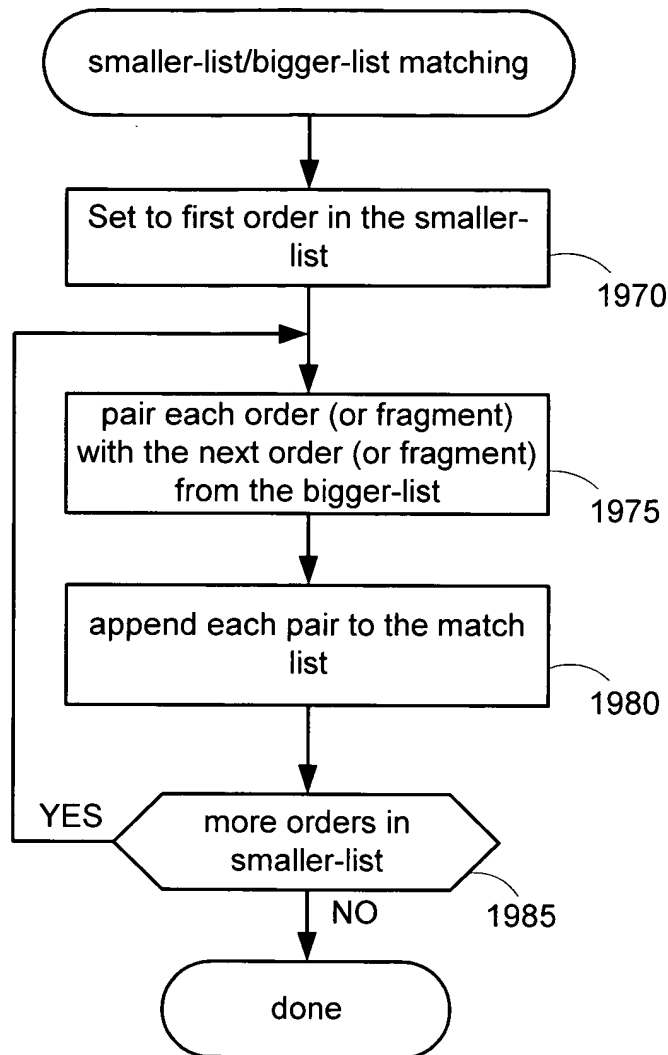 smaller-list/bigger-list matching
Set to first order in the smaller-
list
1970
pair each order (or fragment)
with the next order (or fragment)
from the bigger-list
1975
append each pair to the match
list
1980
YES
more orders in
smaller-list
1985
NO
done